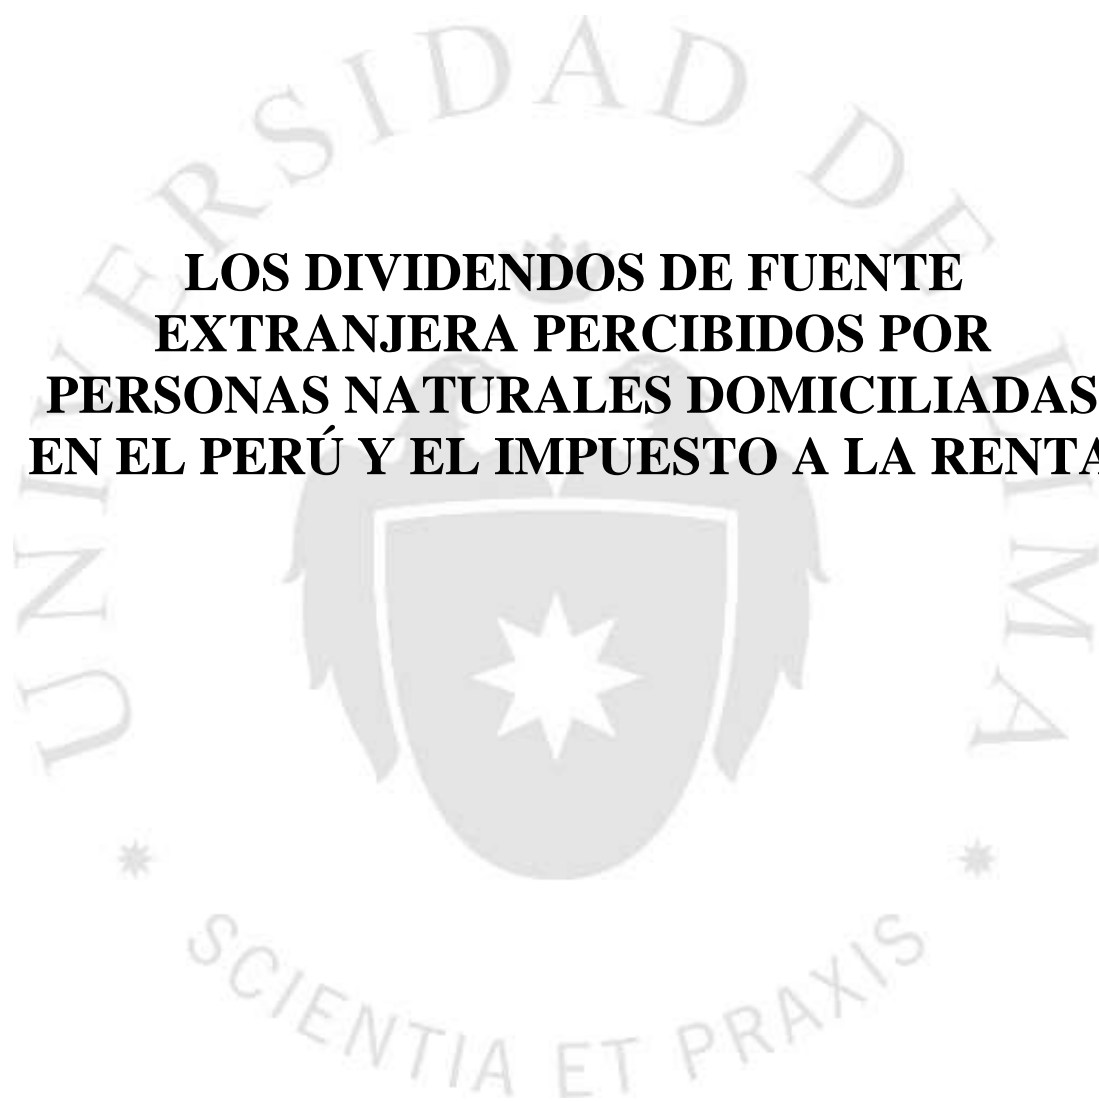 UNIVERSIDAD DE LIMA
LOS DIVIDENDOS DE FUENTE
EXTRANJERA PERCIBIDOS POR
PERSONAS NATURALES DOMICILIADAS
EN EL PERÚ Y EL IMPUESTO A LA RENTA
SCIENTIA ET PRAXIS